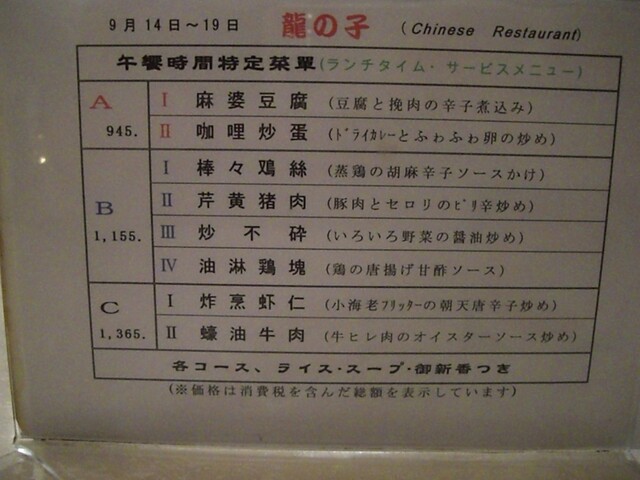 9月14日～19日 龍の子 (Chinese Restaurant)
午饗時間特定菜單(ランチタイム・サービスメニュー)
A 945.
I 麻婆豆腐 (豆腐と挽肉の辛子煮込み)
II 咖哩炒蛋 (ﾄﾞﾗｲｶﾚｰとふわふわ卵の炒め)
B 1,155.
I 棒々鶏絲 (蒸鶏の胡麻辛子ソースかけ)
II 芹黄猪肉 (豚肉とセロリのﾋﾟﾘ辛炒め)
III 炒不砕 (いろいろ野菜の醤油炒め)
IV 油淋鶏塊 (鶏の唐揚げ甘酢ソース)
C 1,365.
I 炸烹虾仁 (小海老ﾌﾘｯﾀｰの朝天唐辛子炒め)
II 蠔油牛肉 (牛ヒレ肉のオイスターソース炒め)
各コース、ライス・スープ・御新香つき
(※価格は消費税を含んだ総額を表示しています)